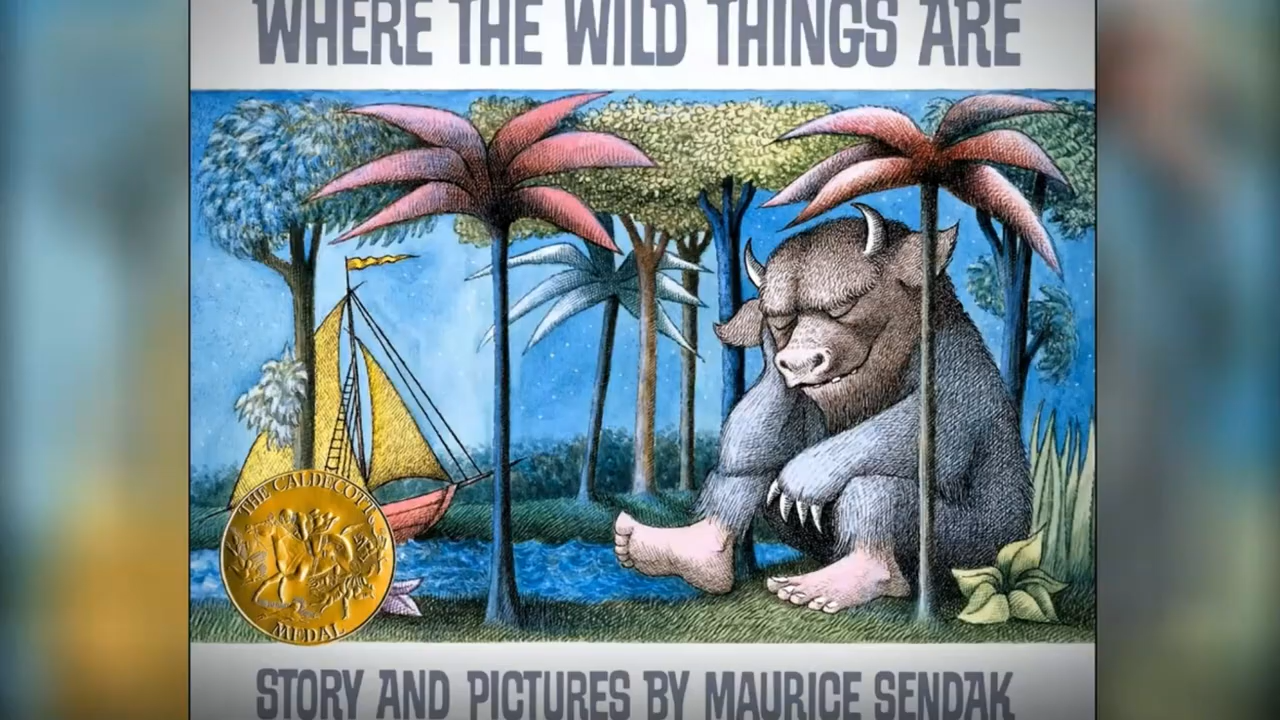 WHERE THE WILD THINGS ARE
THE CALDECOTT
MEDAL
STORY AND PICTURES BY MAURICE SENDAK